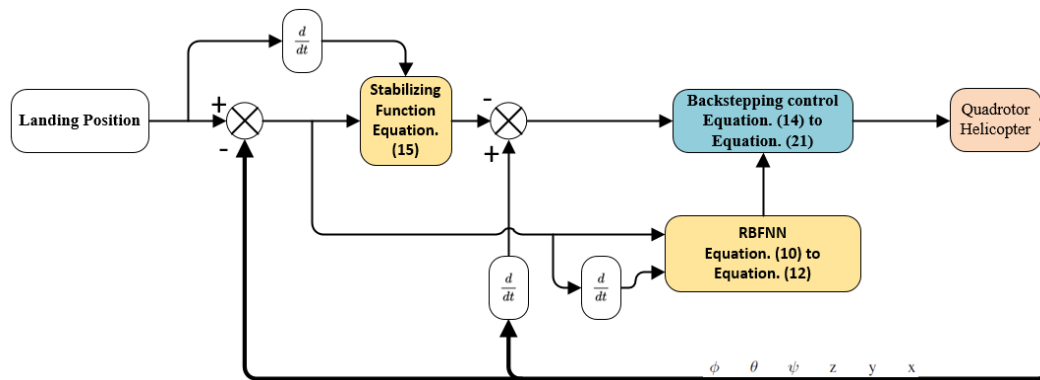 d
dt
Landing Position
+
-
Stabilizing
Function
Equation.
(15)
-
+
Backstepping control
Equation. (14) to
Equation. (21)
Quadrotor
Helicopter
RBFNN
Equation. (10) to
Equation. (12)
d
dt
d
dt
ϕ θ ψ z y x